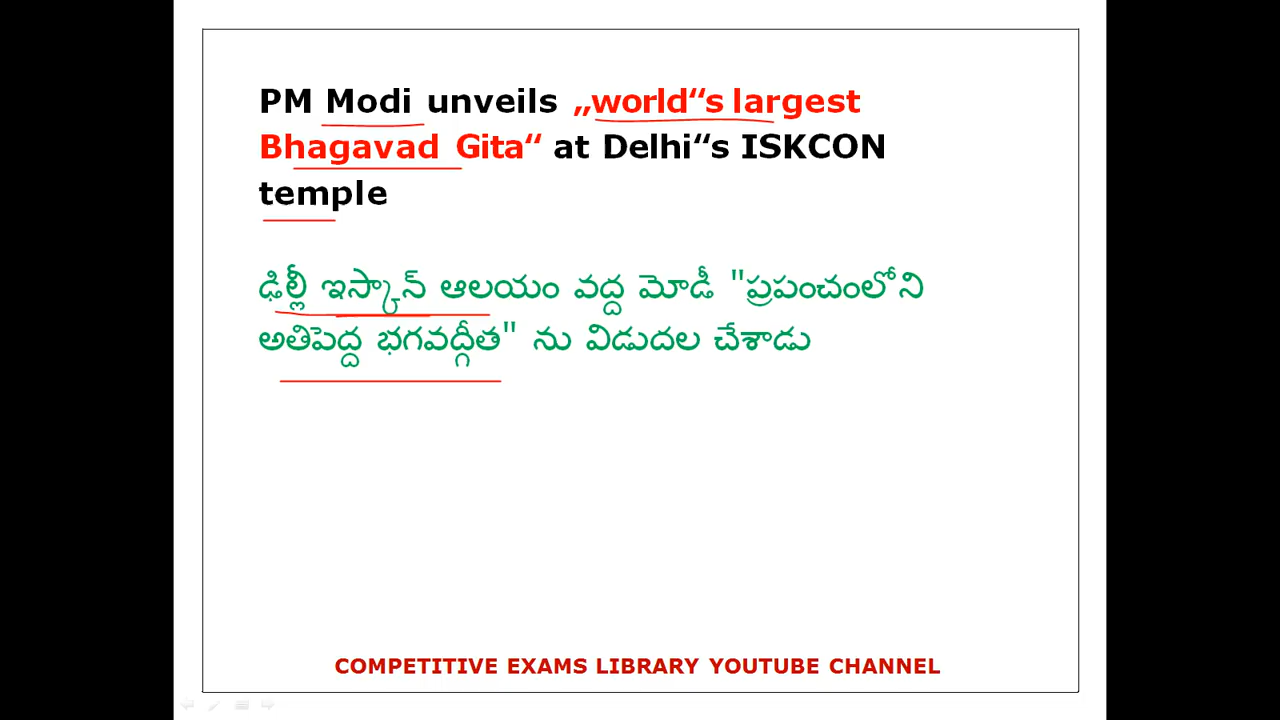 PM Modi unveils „world“s largest
Bhagavad Gita“ at Delhi“s ISKCON
temple
ఢిల్లీ ఇస్కాన్ ఆలయం వద్ద మోడీ "ప్రపంచంలోని
అతిపెద్ద భగవద్గీత" ను విడుదల చేశాడు
COMPETITIVE EXAMS LIBRARY YOUTUBE CHANNEL